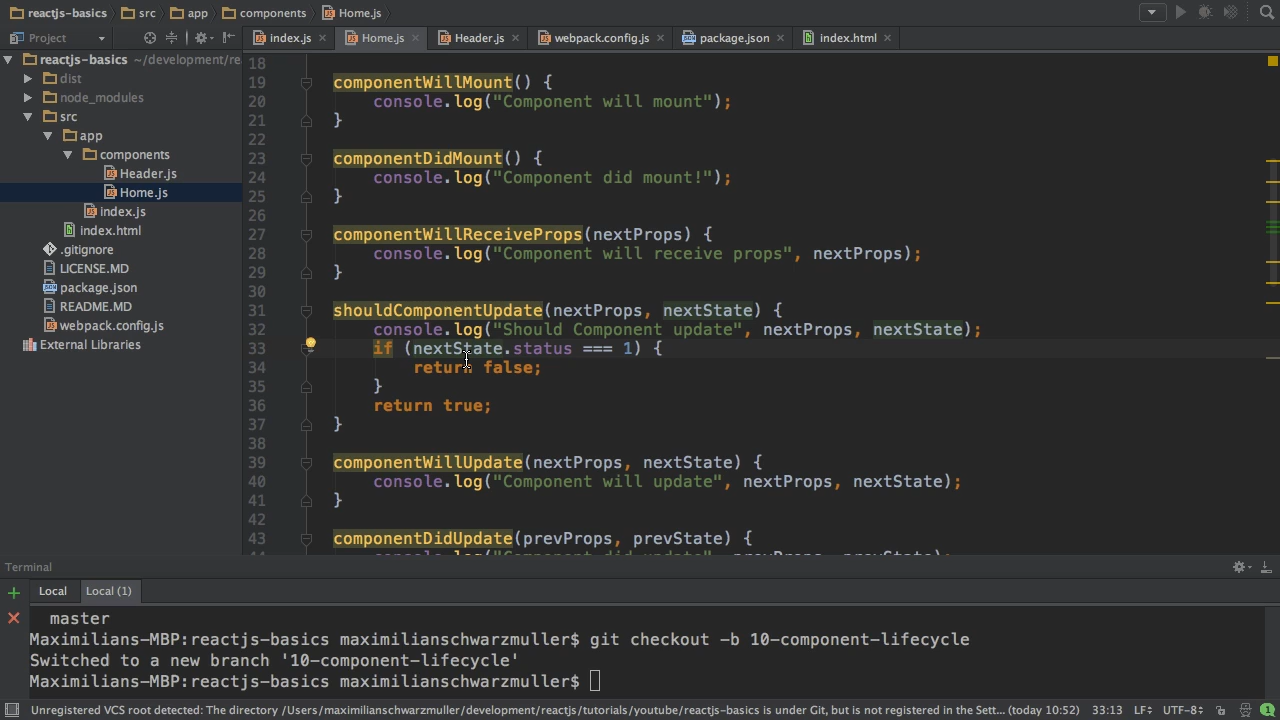 reactjs-basics src app components Home.js
Project index.js Home.js Header.js webpack.config.js package.json index.html
reactjs-basics ~/development/re
dist
node_modules
src
app
components
Header.js
Home.js
index.js
index.html
.gitignore
LICENSE.MD
package.json
README.MD
webpack.config.js
External Libraries
18
19 componentWillMount() {
20 console.log("Component will mount");
21 }
22
23 componentDidMount() {
24 console.log("Component did mount!");
25 }
26
27 componentWillReceiveProps(nextProps) {
28 console.log("Component will receive props", nextProps);
29 }
30
31 shouldComponentUpdate(nextProps, nextState) {
32 console.log("Should Component update", nextProps, nextState);
33 if (nextState.status === 1) {
34 return false;
35 }
36 return true;
37 }
38
39 componentWillUpdate(nextProps, nextState) {
40 console.log("Component will update", nextProps, nextState);
41 }
42
43 componentDidUpdate(prevProps, prevState) {
44 console.log("Component did update", prevProps, prevState);
Terminal
Local Local (1)
master
Maximilians-MBP:reactjs-basics maximilianschwarzmuller$ git checkout -b 10-component-lifecycle
Switched to a new branch '10-component-lifecycle'
Maximilians-MBP:reactjs-basics maximilianschwarzmuller$
Unregistered VCS root detected: The directory /Users/maximilianschwarzmuller/development/reactjs/tutorials/youtube/reactjs-basics is under Git, but is not registered in the Sett... (today 10:52) 33:13 LF UTF-8 1